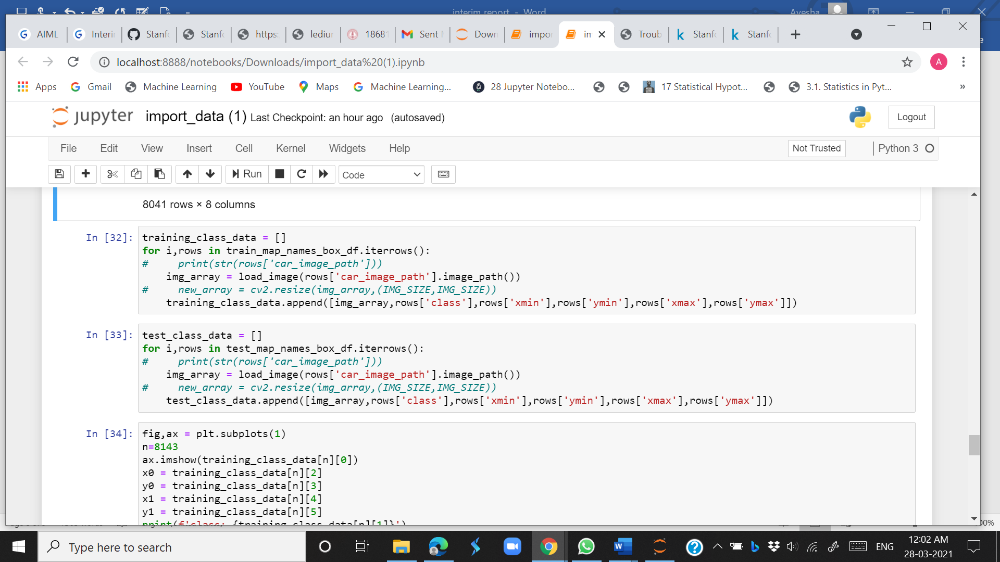 interim report - Word
Ayesha
AIML
Interi
Stanfo
Stanfo
https:
lediur
18681
Sent
Down
impor
im
Troub
Stanfo
Stanfo
localhost:8888/notebooks/Downloads/import_data%20(1).ipynb
A
Apps
Gmail
Machine Learning
YouTube
Maps
Machine Learning...
28 Jupyter Notebo...
17 Statistical Hypot...
3.1. Statistics in Pyt...
»
jupyter import_data (1) Last Checkpoint: an hour ago (autosaved)
Logout
File Edit View Insert Cell Kernel Widgets Help
Not Trusted
Python 3
Run
Code
8041 rows × 8 columns
In [32]:
training_class_data = []
for i,rows in train_map_names_box_df.iterrows():
#     print(str(rows['car_image_path']))
    img_array = load_image(rows['car_image_path'].image_path())
#     new_array = cv2.resize(img_array,(IMG_SIZE,IMG_SIZE))
    training_class_data.append([img_array,rows['class'],rows['xmin'],rows['ymin'],rows['xmax'],rows['ymax']])
In [33]:
test_class_data = []
for i,rows in test_map_names_box_df.iterrows():
#     print(str(rows['car_image_path']))
    img_array = load_image(rows['car_image_path'].image_path())
#     new_array = cv2.resize(img_array,(IMG_SIZE,IMG_SIZE))
    test_class_data.append([img_array,rows['class'],rows['xmin'],rows['ymin'],rows['xmax'],rows['ymax']])
In [34]:
fig,ax = plt.subplots(1)
n=8143
ax.imshow(training_class_data[n][0])
x0 = training_class_data[n][2]
y0 = training_class_data[n][3]
x1 = training_class_data[n][4]
y1 = training_class_data[n][5]
print(f'class: {training_class_data[n][1]}')
00%
Type here to search
ENG
12:02 AM
28-03-2021